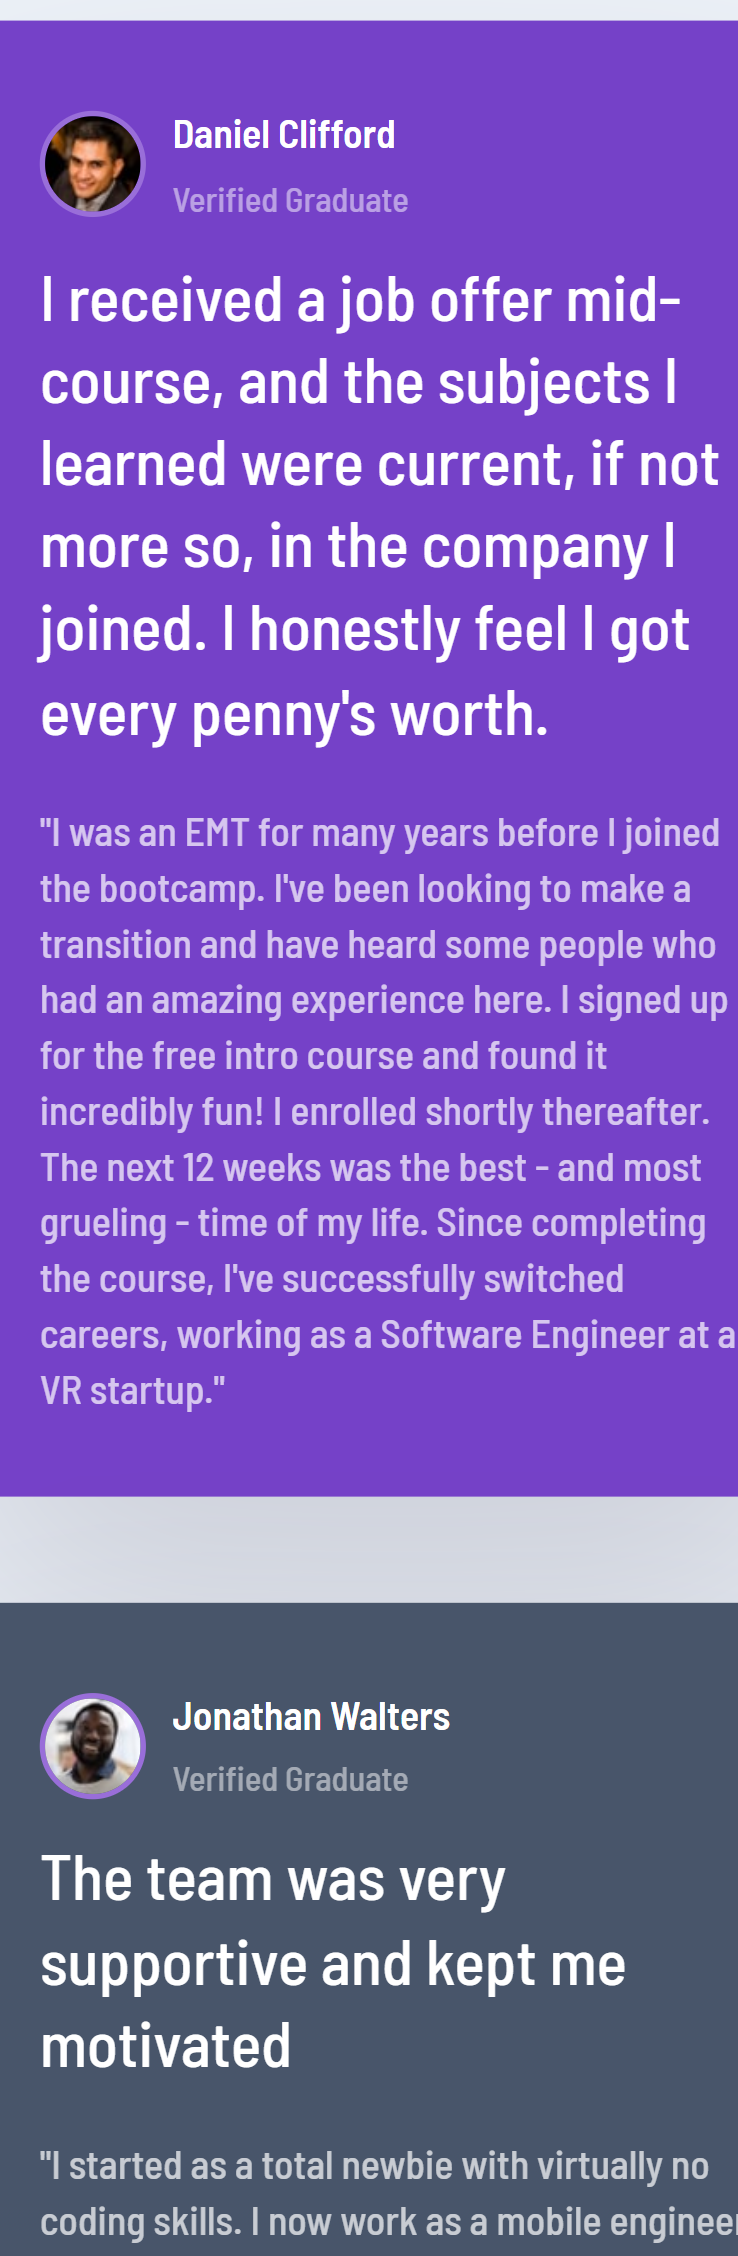 Daniel Clifford
Verified Graduate
I received a job offer mid-
course, and the subjects I
learned were current, if not
more so, in the company I
joined. I honestly feel I got
every penny's worth.
"I was an EMT for many years before I joined
the bootcamp. I've been looking to make a
transition and have heard some people who
had an amazing experience here. I signed up
for the free intro course and found it
incredibly fun! I enrolled shortly thereafter.
The next 12 weeks was the best - and most
grueling - time of my life. Since completing
the course, I've successfully switched
careers, working as a Software Engineer at a
VR startup."
Jonathan Walters
Verified Graduate
The team was very
supportive and kept me
motivated
"I started as a total newbie with virtually no
coding skills. I now work as a mobile engineer